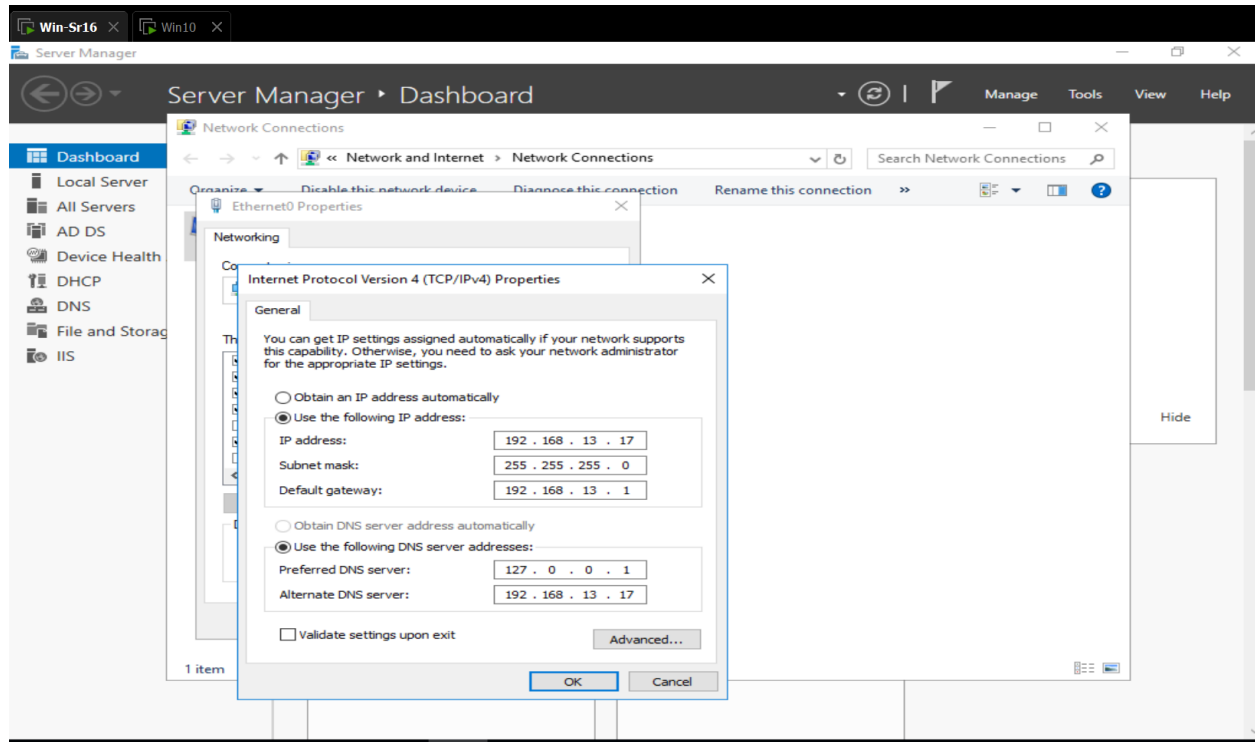 Win-Sr16 Win10
Server Manager
Server Manager Dashboard Manage Tools View Help
Network Connections
Dashboard
« Network and Internet Network Connections Search Network Connections
Local Server
Organize Disable this network device Diagnose this connection Rename this connection »
All Servers
Ethernet0 Properties
AD DS
Networking
Device Health
Internet Protocol Version 4 (TCP/IPv4) Properties
DHCP
General
DNS
File and Storag
You can get IP settings assigned automatically if your network supports
this capability. Otherwise, you need to ask your network administrator
for the appropriate IP settings.
IIS
Obtain an IP address automatically
Use the following IP address:
Hide
IP address: 192 . 168 . 13 . 17
Subnet mask: 255 . 255 . 255 . 0
Default gateway: 192 . 168 . 13 . 1
Obtain DNS server address automatically
Use the following DNS server addresses:
Preferred DNS server: 127 . 0 . 0 . 1
Alternate DNS server: 192 . 168 . 13 . 17
Validate settings upon exit
Advanced...
1 item
OK Cancel